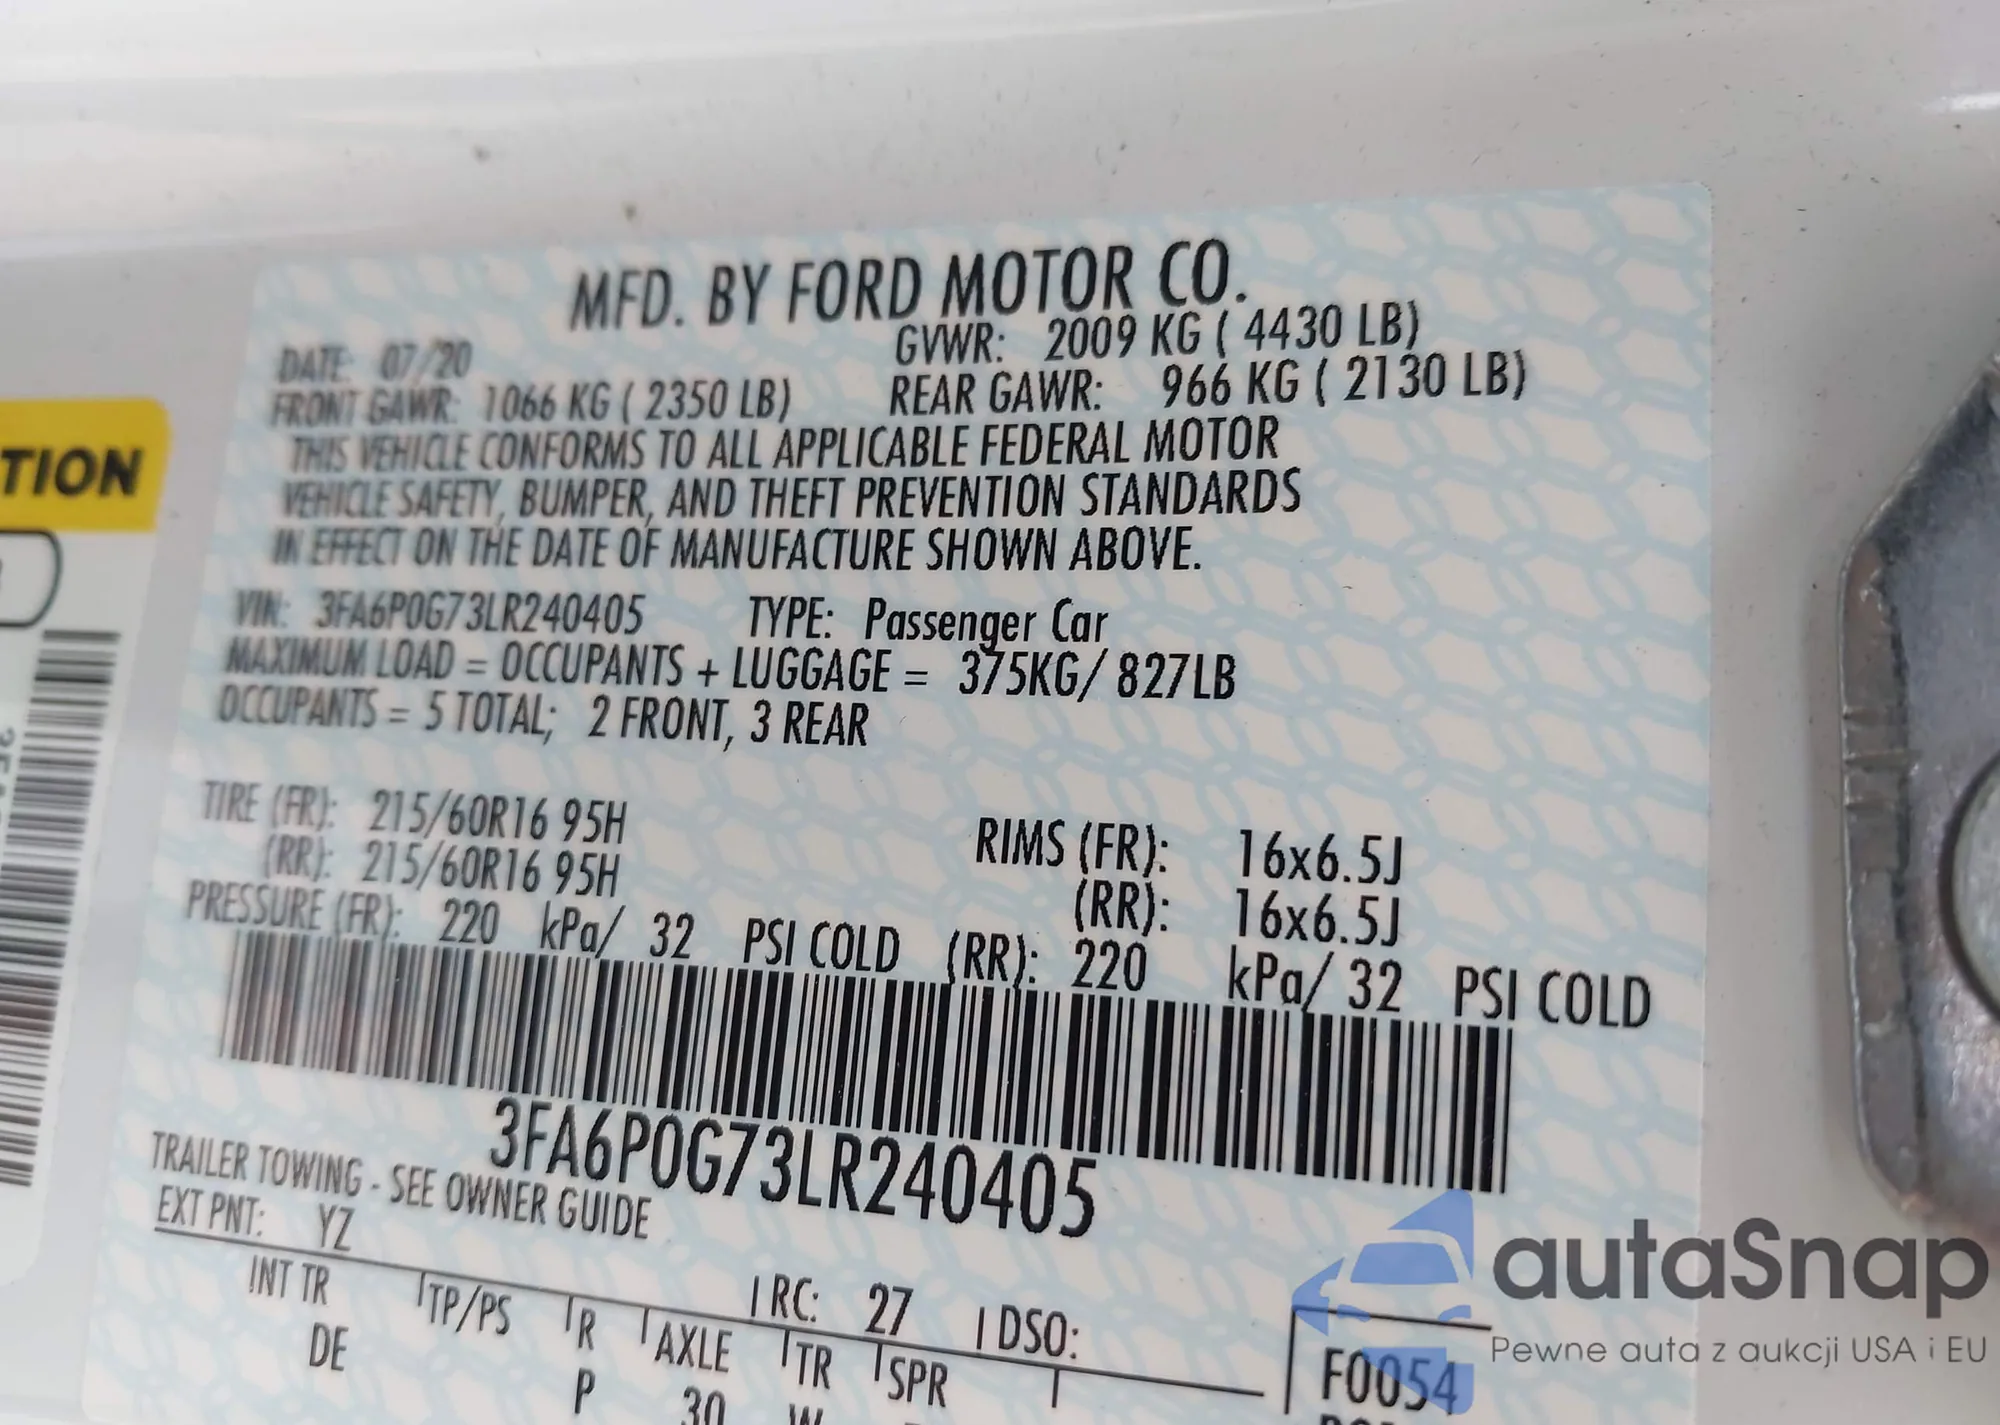 TION
MFD. BY FORD MOTOR CO.
DATE: 07/20 GVWR: 2009 KG ( 4430 LB)
FRONT GAWR: 1066 KG ( 2350 LB) REAR GAWR: 966 KG ( 2130 LB)
THIS VEHICLE CONFORMS TO ALL APPLICABLE FEDERAL MOTOR
VEHICLE SAFETY, BUMPER, AND THEFT PREVENTION STANDARDS
IN EFFECT ON THE DATE OF MANUFACTURE SHOWN ABOVE.
VIN: 3FA6P0G73LR240405 TYPE: Passenger Car
MAXIMUM LOAD = OCCUPANTS + LUGGAGE = 375KG/ 827LB
OCCUPANTS = 5 TOTAL; 2 FRONT, 3 REAR
TIRE (FR): 215/60R16 95H RIMS (FR): 16x6.5J
(RR): 215/60R16 95H (RR): 16x6.5J
PRESSURE (FR): 220 kPa/ 32 PSI COLD (RR): 220 kPa/ 32 PSI COLD
3FA6P0G73LR240405
TRAILER TOWING - SEE OWNER GUIDE
EXT PNT: YZ RC: 27 DSO:
INT TR TP/PS R AXLE TR SPR
DE P 30 W
F0054
autaSnap
Pewne auta z aukcji USA i EU